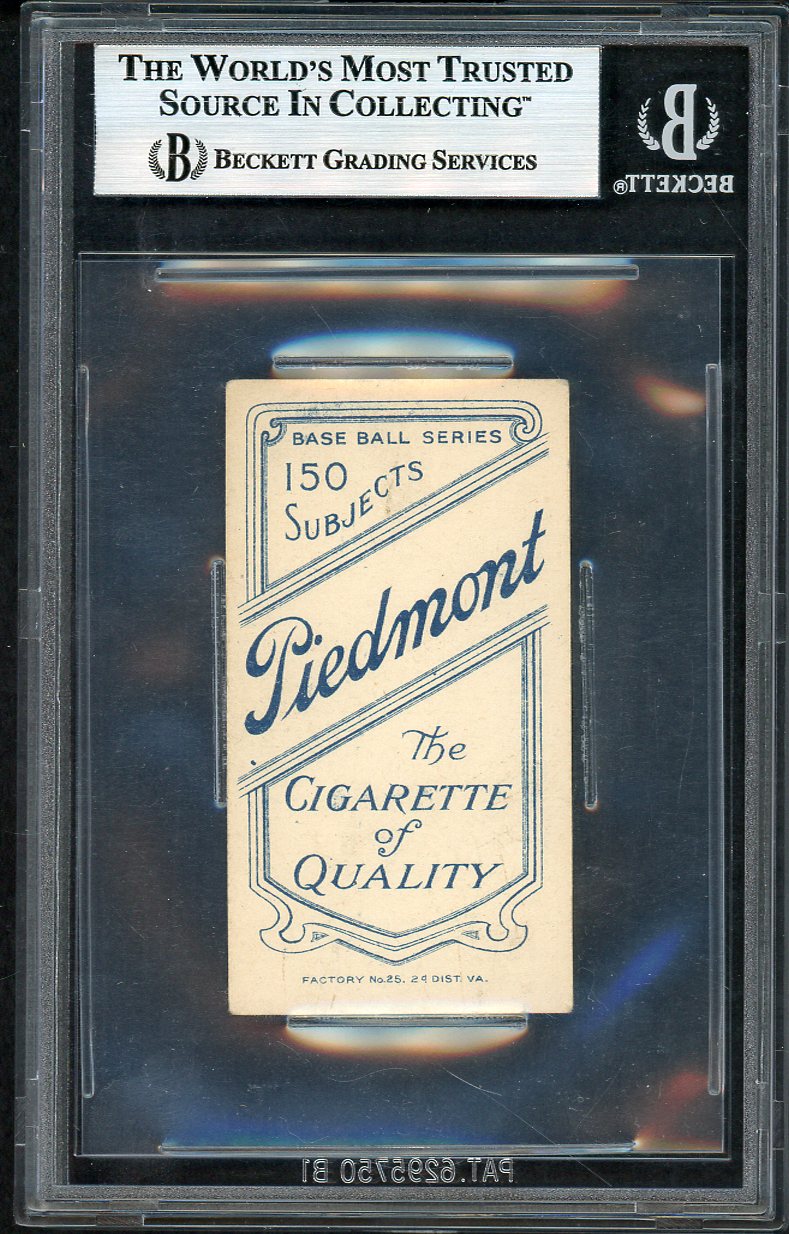 THE WORLD'S MOST TRUSTED
SOURCE IN COLLECTING™
B BECKETT GRADING SERVICES
B
BECKETT®
BASE BALL SERIES
150
SUBJECTS
Piedmont
The
CIGARETTE
of
QUALITY
FACTORY No.25, 2d DIST. VA.
PAT.6295750 B1